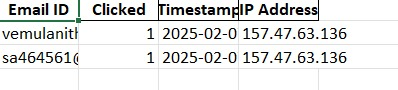 Email ID Clicked Timestamp IP Address
vemulanith 1 2025-02-0 157.47.63.136
sa464561@ 1 2025-02-0 157.47.63.136